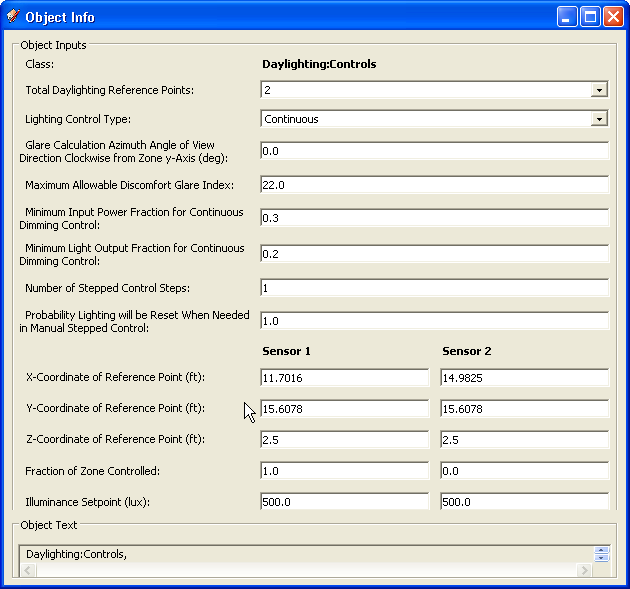 Object Info
Object Inputs
Class: Daylighting:Controls
Total Daylighting Reference Points: 2
Lighting Control Type: Continuous
Glare Calculation Azimuth Angle of View
Direction Clockwise from Zone y-Axis (deg): 0.0
Maximum Allowable Discomfort Glare Index: 22.0
Minimum Input Power Fraction for Continuous
Dimming Control: 0.3
Minimum Light Output Fraction for Continuous
Dimming Control: 0.2
Number of Stepped Control Steps: 1
Probability Lighting will be Reset When Needed
in Manual Stepped Control: 1.0
Sensor 1 Sensor 2
X-Coordinate of Reference Point (ft): 11.7016 14.9825
Y-Coordinate of Reference Point (ft): 15.6078 15.6078
Z-Coordinate of Reference Point (ft): 2.5 2.5
Fraction of Zone Controlled: 1.0 0.0
Illuminance Setpoint (lux): 500.0 500.0
Object Text
Daylighting:Controls,